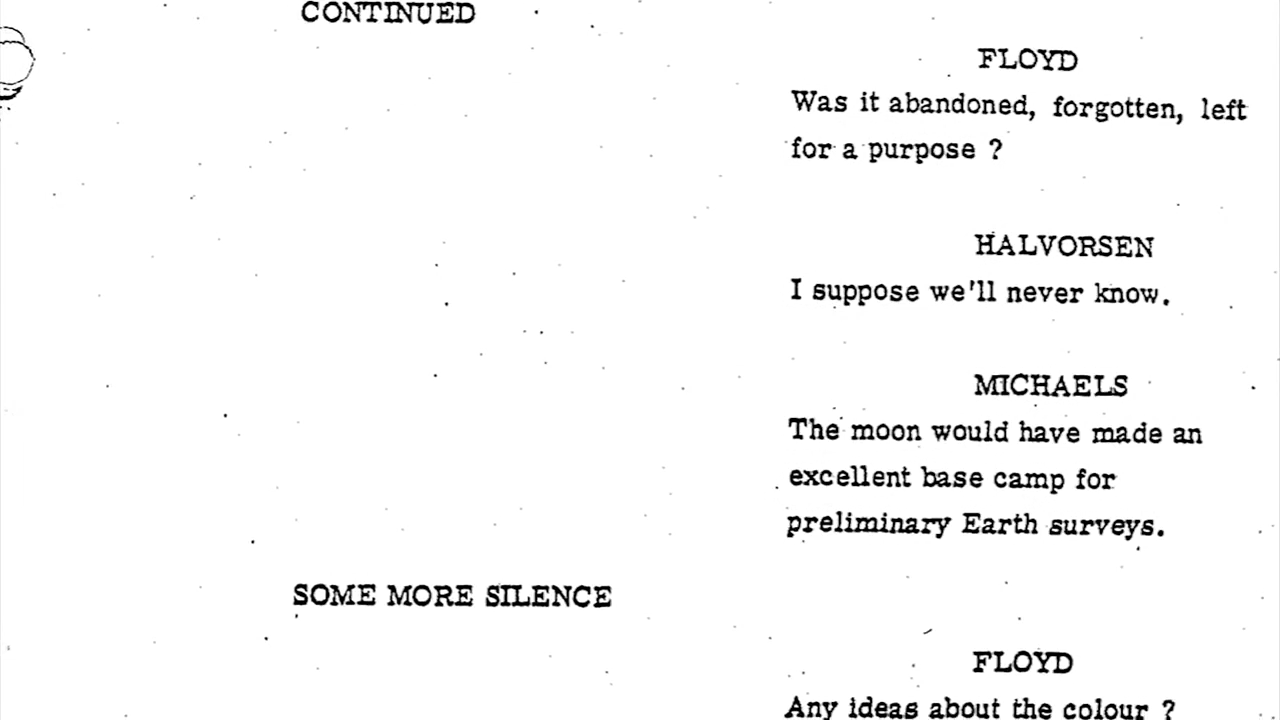 CONTINUED
FLOYD
Was it abandoned, forgotten, left
for a purpose ?
HALVORSEN
I suppose we'll never know.
MICHAELS
The moon would have made an
excellent base camp for
preliminary Earth surveys.
SOME MORE SILENCE
FLOYD
Any ideas about the colour ?